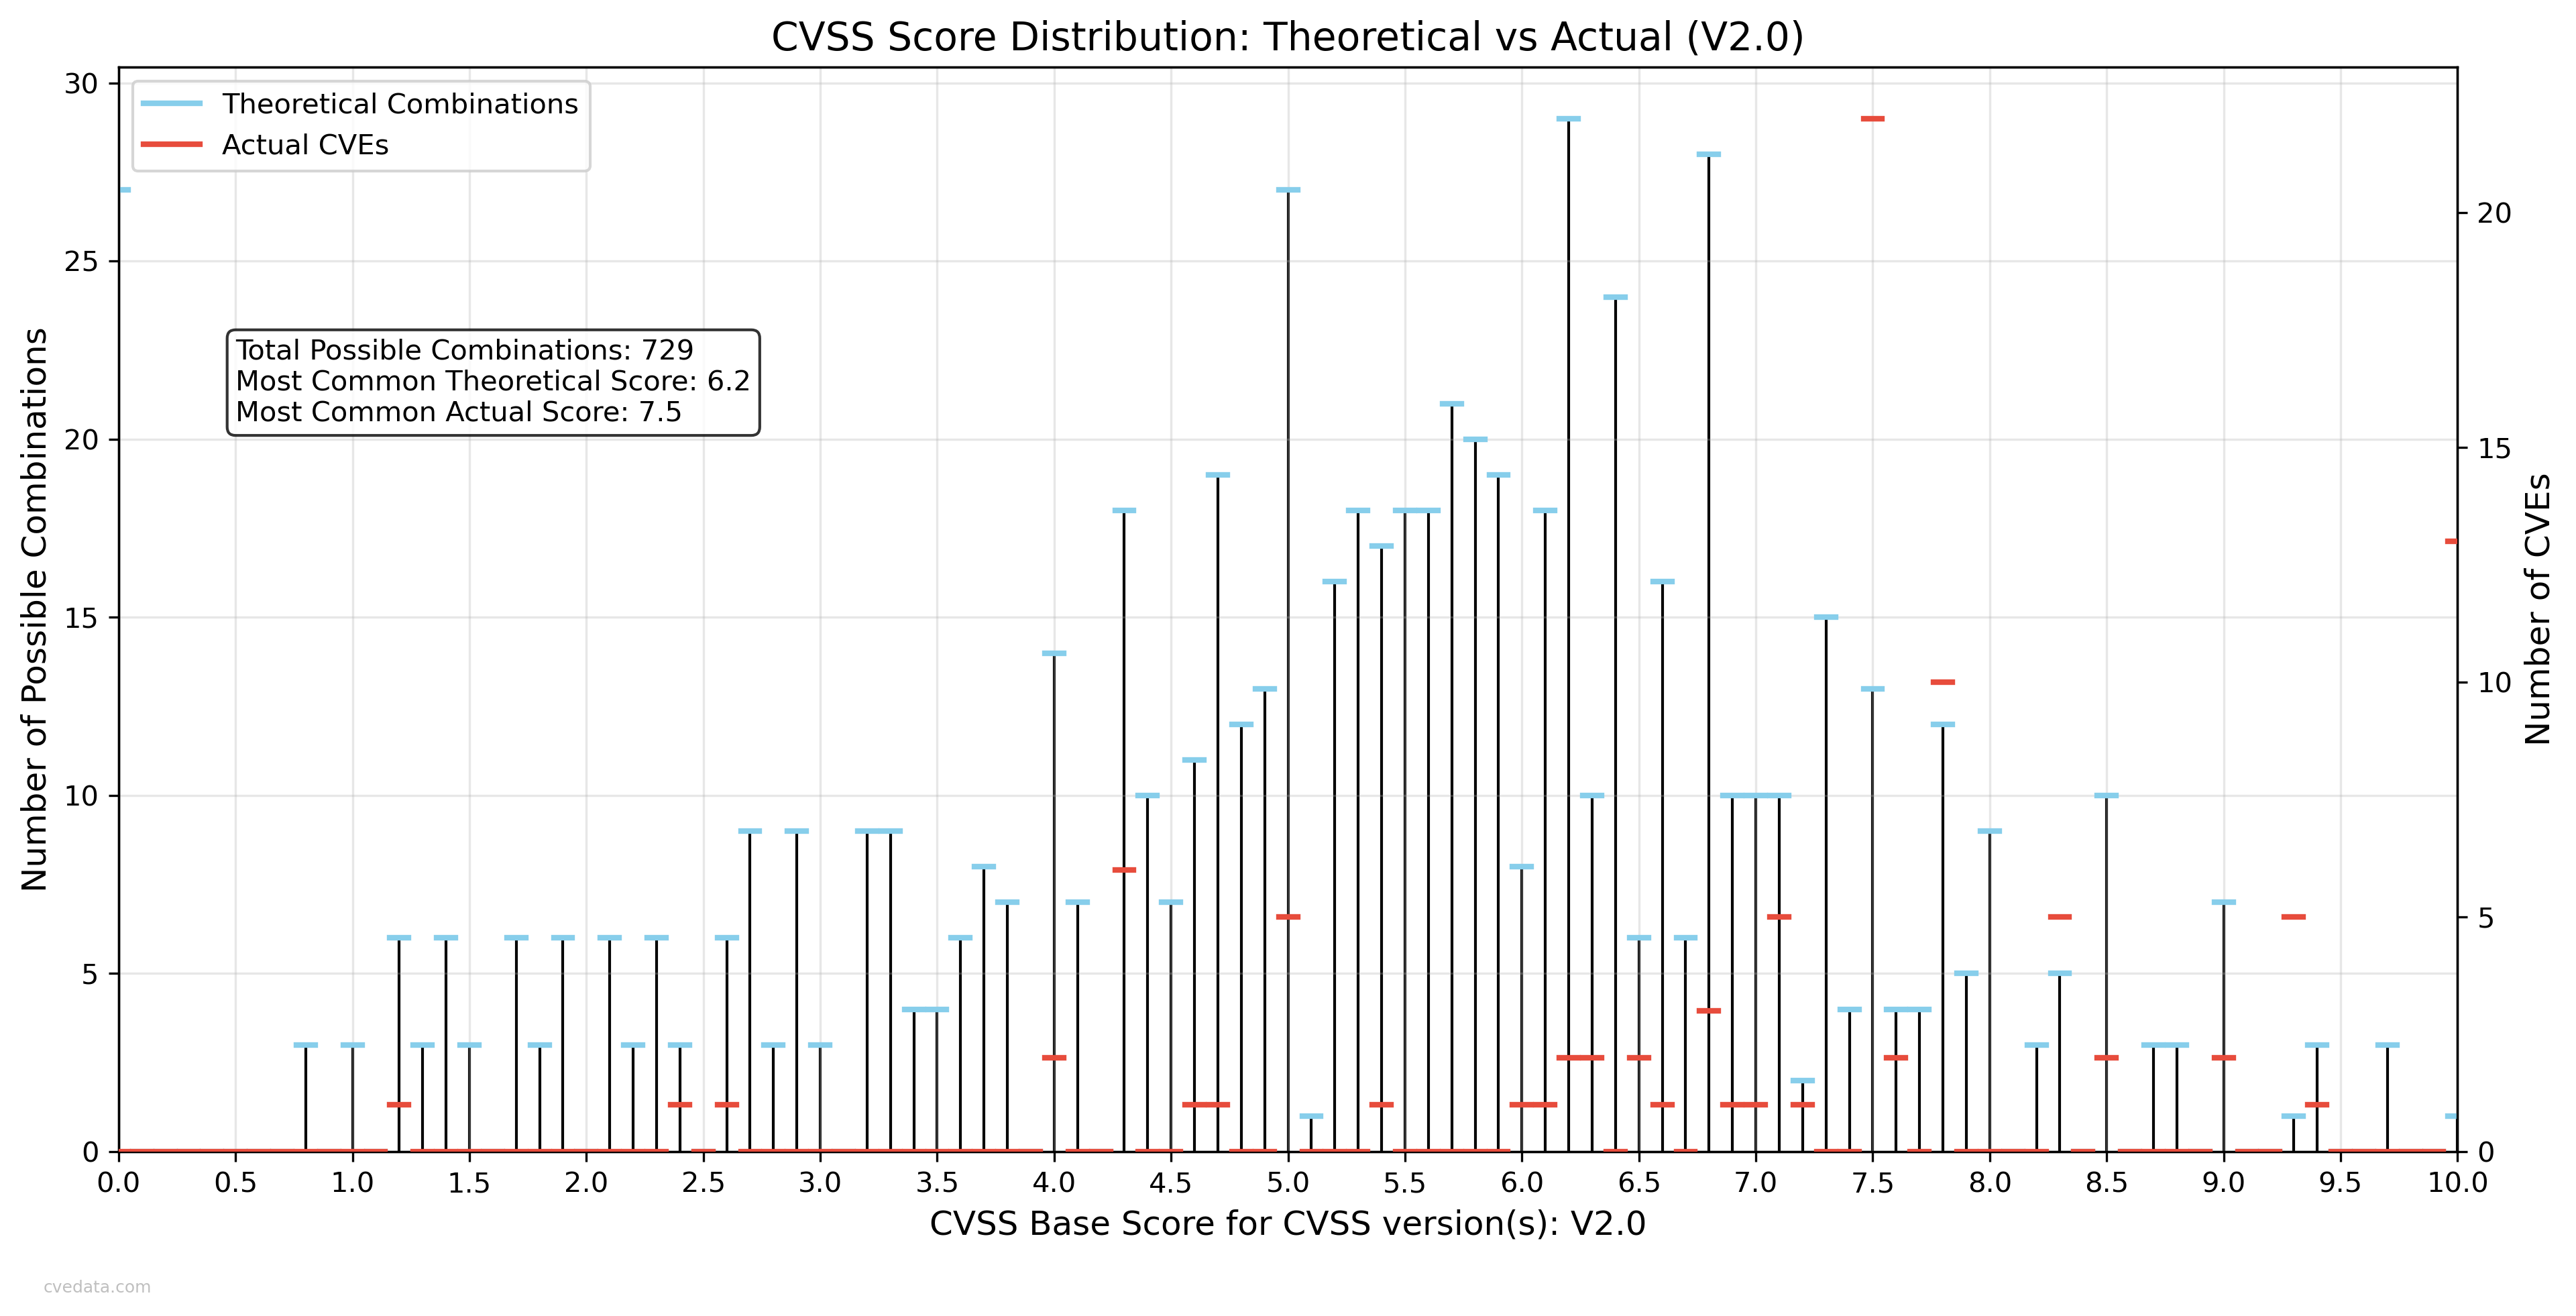 CVSS Score Distribution: Theoretical vs Actual (V2.0)
Theoretical Combinations
Actual CVEs
Total Possible Combinations: 729
Most Common Theoretical Score: 6.2
Most Common Actual Score: 7.5
Number of Possible Combinations
30
25
20
15
10
5
0
Number of CVEs
20
15
10
5
0
0.0 0.5 1.0 1.5 2.0 2.5 3.0 3.5 4.0 4.5 5.0 5.5 6.0 6.5 7.0 7.5 8.0 8.5 9.0 9.5 10.0
CVSS Base Score for CVSS version(s): V2.0
cvedata.com